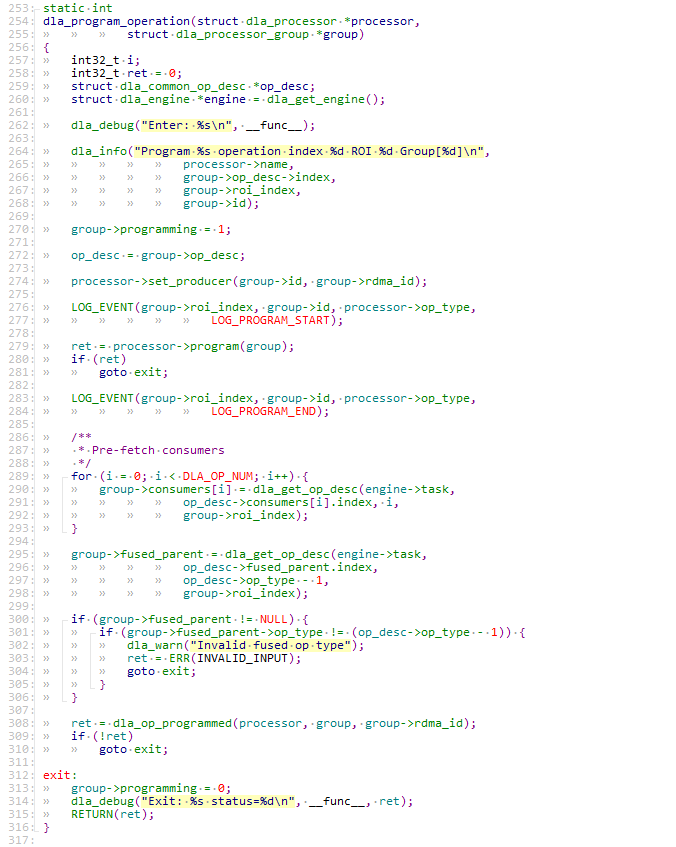 253: static int
254: dla_program_operation(struct dla_processor *processor,
255: » » » struct dla_processor_group *group)
256: {
257: » int32_t i;
258: » int32_t ret = 0;
259: » struct dla_common_op_desc *op_desc;
260: » struct dla_engine *engine = dla_get_engine();
261:
262: » dla_debug("Enter: %s\n", __func__);
263:
264: » dla_info("Program %s operation index %d ROI %d Group[%d]\n",
265: » » » » » processor->name,
266: » » » » » group->op_desc->index,
267: » » » » » group->roi_index,
268: » » » » » group->id);
269:
270: » group->programming = 1;
271:
272: » op_desc = group->op_desc;
273:
274: » processor->set_producer(group->id, group->rdma_id);
275:
276: » LOG_EVENT(group->roi_index, group->id, processor->op_type,
277: » » » » » » LOG_PROGRAM_START);
278:
279: » ret = processor->program(group);
280: » if (ret)
281: » » goto exit;
282:
283: » LOG_EVENT(group->roi_index, group->id, processor->op_type,
284: » » » » » » LOG_PROGRAM_END);
285:
286: » /**
287: » * Pre-fetch consumers
288: » */
289: » for (i = 0; i < DLA_OP_NUM; i++) {
290: » » group->consumers[i] = dla_get_op_desc(engine->task,
291: » » » » » op_desc->consumers[i].index, i,
292: » » » » » group->roi_index);
293: » }
294:
295: » group->fused_parent = dla_get_op_desc(engine->task,
296: » » » » » op_desc->fused_parent.index,
297: » » » » » op_desc->op_type - 1,
298: » » » » » group->roi_index);
299:
300: » if (group->fused_parent != NULL) {
301: » » if (group->fused_parent->op_type != (op_desc->op_type - 1)) {
302: » » » dla_warn("Invalid fused op type");
303: » » » ret = ERR(INVALID_INPUT);
304: » » » goto exit;
305: » » }
306: » }
307:
308: » ret = dla_op_programmed(processor, group, group->rdma_id);
309: » if (!ret)
310: » » goto exit;
311:
312: exit:
313: » group->programming = 0;
314: » dla_debug("Exit: %s status=%d\n", __func__, ret);
315: » RETURN(ret);
316: }
317: